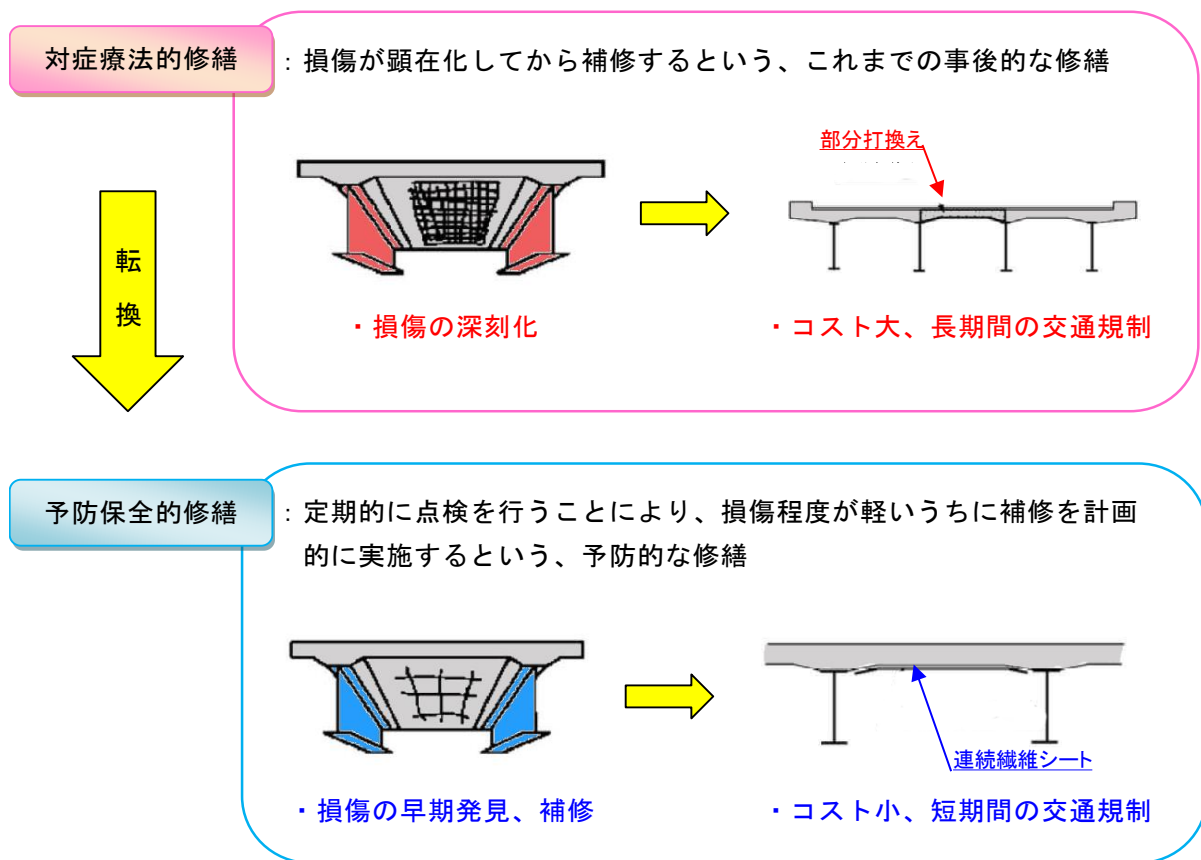 対症療法的修繕
：損傷が顕在化してから補修するという、これまでの事後的な修繕
部分打換え
・損傷の深刻化
・コスト大、長期間の交通規制
転
換
予防保全的修繕
：定期的に点検を行うことにより、損傷程度が軽いうちに補修を計画
的に実施するという、予防的な修繕
連続繊維シート
・損傷の早期発見、補修
・コスト小、短期間の交通規制